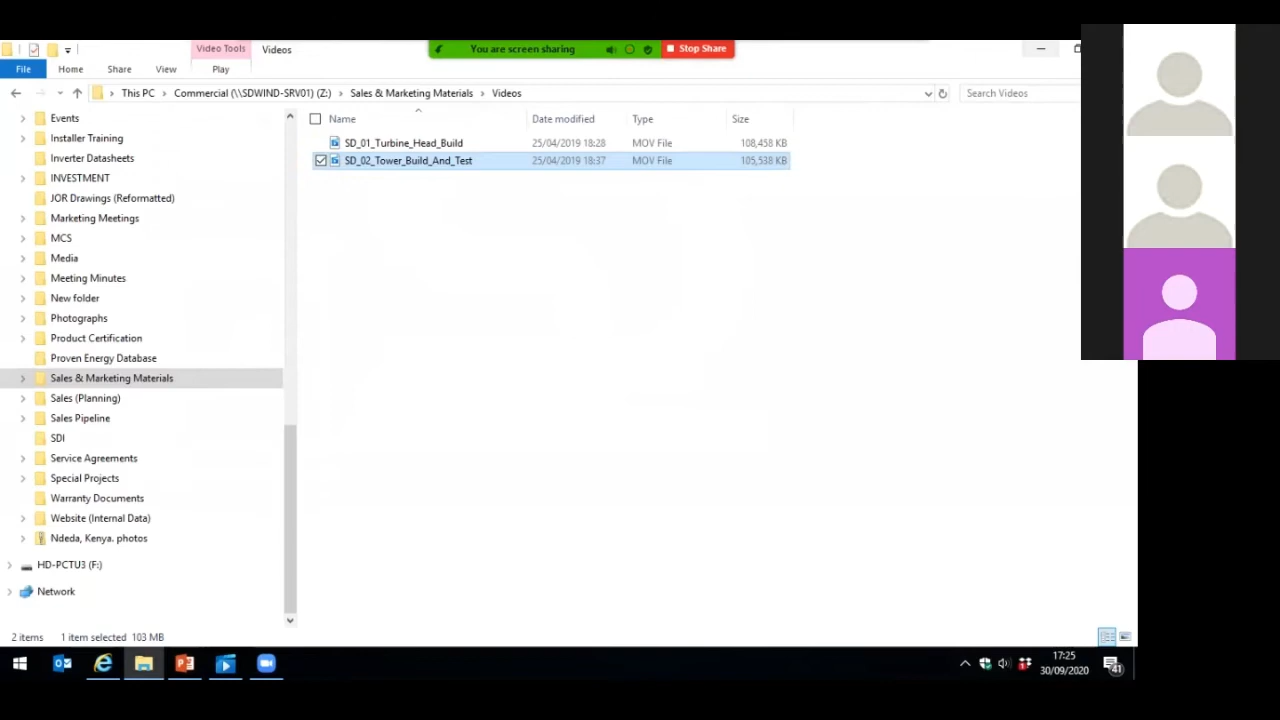 Video Tools
Videos
You are screen sharing
Stop Share
File
Home
Share
View
Play
This PC
Commercial (\\SDWIND-SRV01) (Z:)
Sales & Marketing Materials
Videos
Search Videos
Name
Date modified
Type
Size
SD_01_Turbine_Head_Build 25/04/2019 18:28 MOV File 108,458 KB
SD_02_Tower_Build_And_Test 25/04/2019 18:37 MOV File 105,538 KB
Events
Installer Training
Inverter Datasheets
INVESTMENT
JOR Drawings (Reformatted)
Marketing Meetings
MCS
Media
Meeting Minutes
New folder
Photographs
Product Certification
Proven Energy Database
Sales & Marketing Materials
Sales (Planning)
Sales Pipeline
SDI
Service Agreements
Special Projects
Warranty Documents
Website (Internal Data)
Ndeda, Kenya. photos
HD-PCTU3 (F:)
Network
2 items 1 item selected 103 MB
17:25
30/09/2020
41